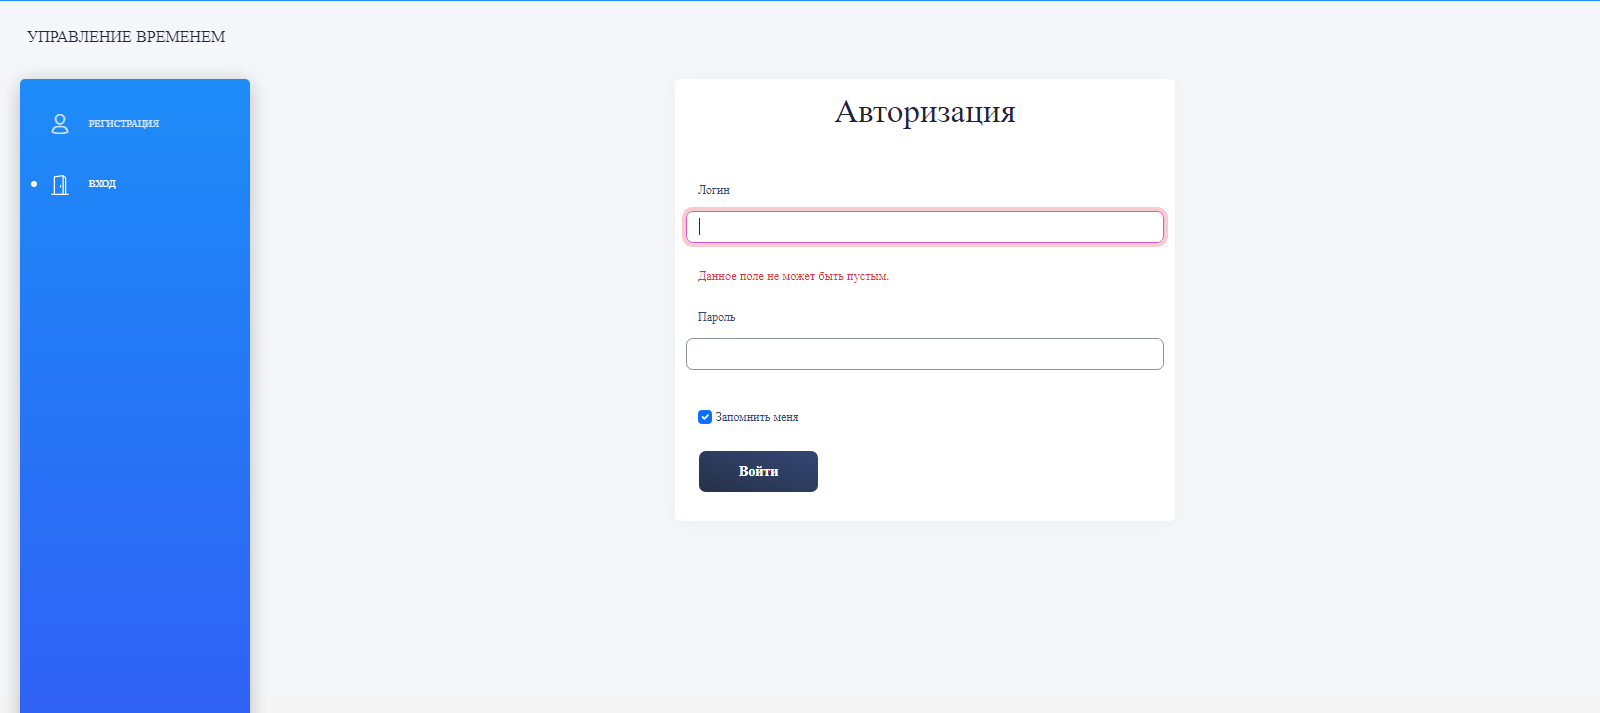 УПРАВЛЕНИЕ ВРЕМЕНЕМ
РЕГИСТРАЦИЯ
ВХОД
Авторизация
Логин
Данное поле не может быть пустым.
Пароль
Запомнить меня
Войти